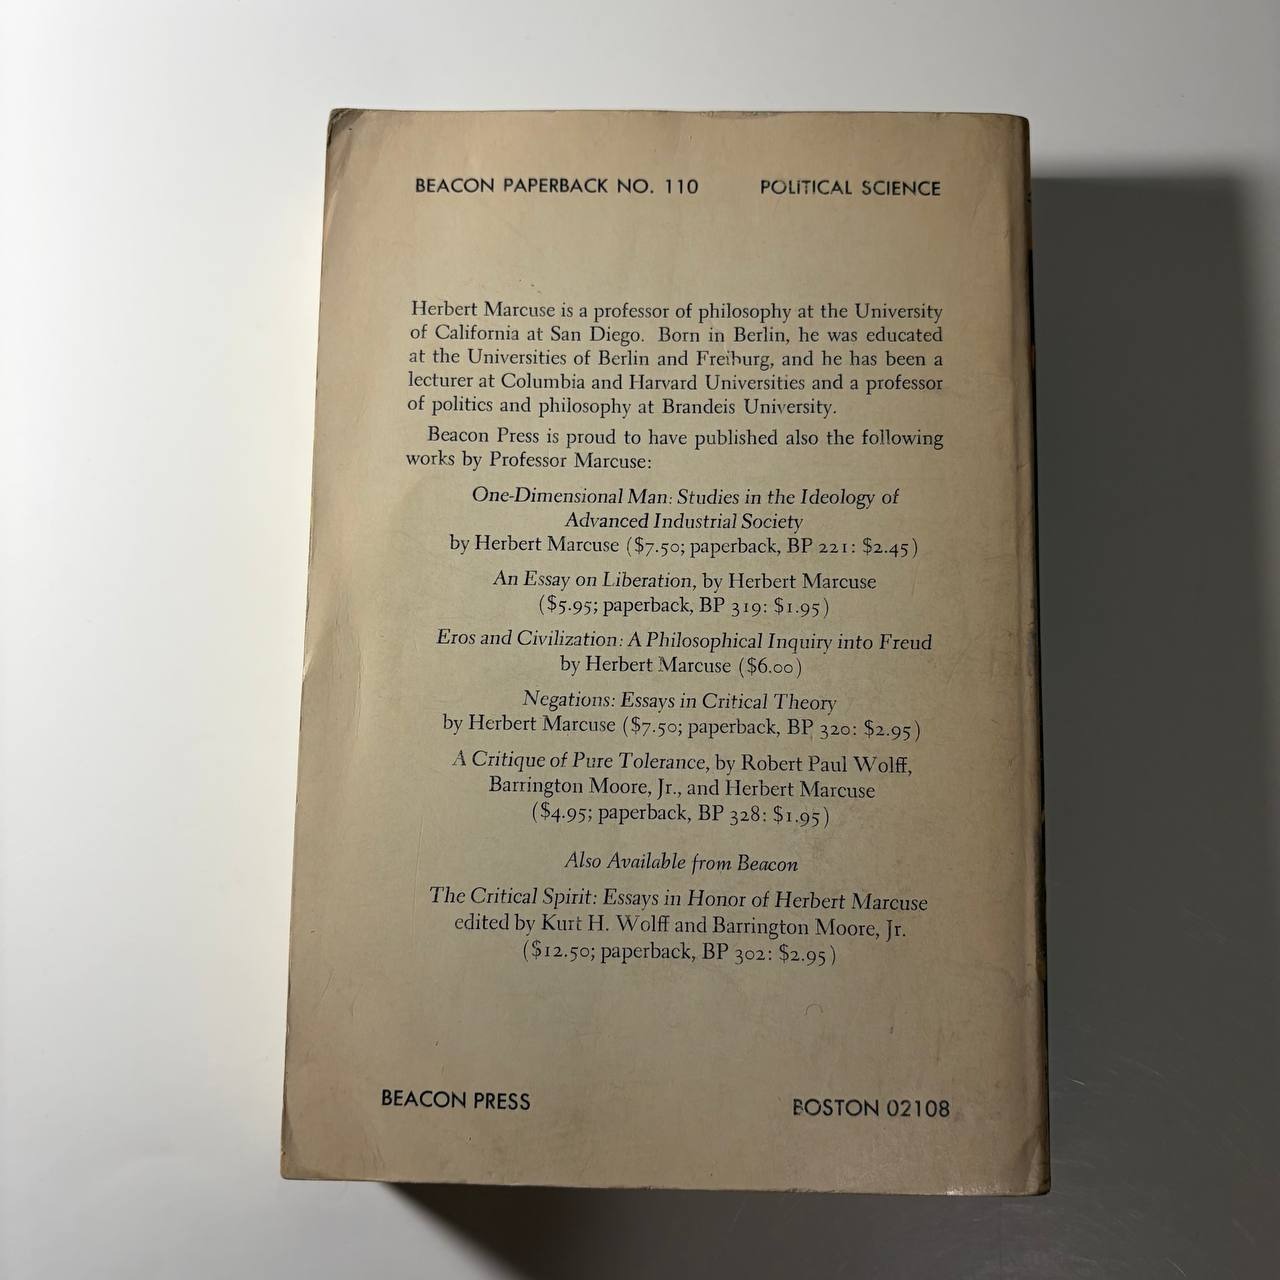 BEACON PAPERBACK NO. 110 POLITICAL SCIENCE
Herbert Marcuse is a professor of philosophy at the University
of California at San Diego. Born in Berlin, he was educated
at the Universities of Berlin and Freiburg, and he has been a
lecturer at Columbia and Harvard Universities and a professor
of politics and philosophy at Brandeis University.
Beacon Press is proud to have published also the following
works by Professor Marcuse:
One-Dimensional Man: Studies in the Ideology of
Advanced Industrial Society
by Herbert Marcuse ($7.50; paperback, BP 221: $2.45)
An Essay on Liberation, by Herbert Marcuse
($5.95; paperback, BP 319: $1.95)
Eros and Civilization: A Philosophical Inquiry into Freud
by Herbert Marcuse ($6.00)
Negations: Essays in Critical Theory
by Herbert Marcuse ($7.50; paperback, BP 320: $2.95)
A Critique of Pure Tolerance, by Robert Paul Wolff,
Barrington Moore, Jr., and Herbert Marcuse
($4.95; paperback, BP 328: $1.95)
Also Available from Beacon
The Critical Spirit: Essays in Honor of Herbert Marcuse
edited by Kurt H. Wolff and Barrington Moore, Jr.
($12.50; paperback, BP 302: $2.95)
BEACON PRESS BOSTON 02108